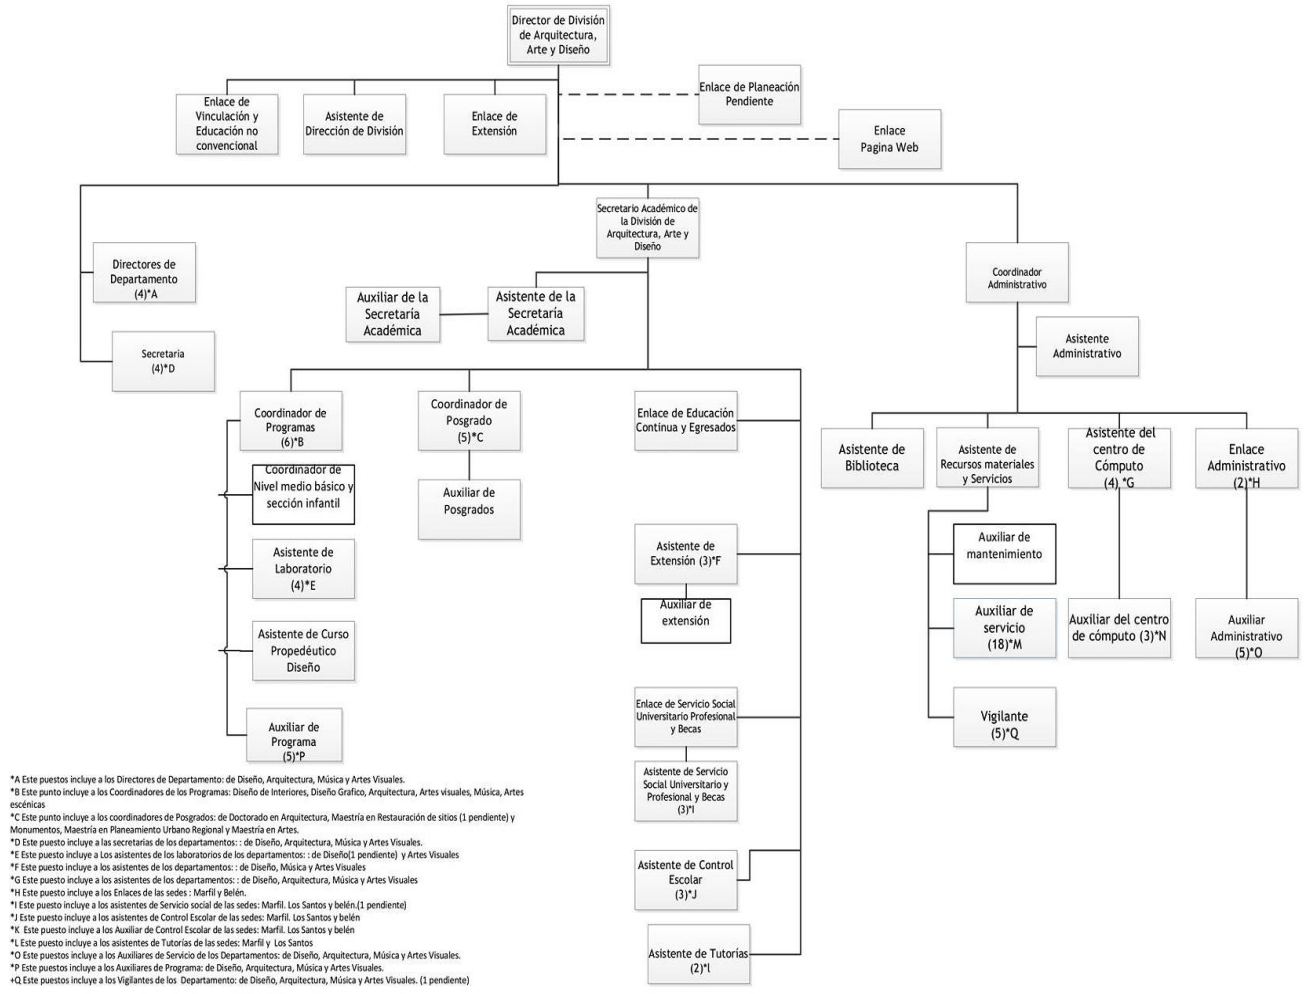 Director de División
de Arquitectura,
Arte y Diseño
Enlace de
Vinculación y
Educación no
convencional
Asistente de
Dirección de División
Enlace de
Extensión
Enlace de Planeación
Pendiente
Enlace
Pagina Web
Secretario Académico de
la División de
Arquitectura, Arte y
Diseño
Directores de
Departamento
(4)*A
Secretaria
(4)*D
Auxiliar de la
Secretaría
Académica
Asistente de la
Secretaría
Académica
Coordinador
Administrativo
Asistente
Administrativo
Coordinador de
Programas
(6)*B
Coordinador de
Nivel medio básico y
sección infantil
Asistente de
Laboratorio
(4)*E
Asistente de Curso
Propedéutico
Diseño
Auxiliar de
Programa
(5)*P
Coordinador de
Posgrado
(5)*C
Auxiliar de
Posgrados
Enlace de Educación
Continua y Egresados
Asistente de
Extensión (3)*F
Auxiliar de
extensión
Enlace de Servicio Social
Universitario Profesional
y Becas
Asistente de Servicio
Social Universitario y
Profesional y Becas
(3)*I
Asistente de Control
Escolar
(3)*J
Asistente de Tutorías
(2)*l
Asistente de
Biblioteca
Asistente de
Recursos materiales
y Servicios
Asistente del
centro de
Cómputo
(4) *G
Enlace
Administrativo
(2)*H
Auxiliar de
mantenimiento
Auxiliar de
servicio
(18)*M
Vigilante
(5)*Q
Auxiliar del centro
de cómputo (3)*N
Auxiliar
Administrativo
(5)*O
*A Este puestos incluye a los Directores de Departamento: de Diseño, Arquitectura, Música y Artes Visuales.
*B Este punto incluye a los Coordinadores de los Programas: Diseño de Interiores, Diseño Grafico, Arquitectura, Artes visuales, Música, Artes
escénicas
*C Este punto incluye a los coordinadores de Posgrados: de Doctorado en Arquitectura, Maestría en Restauración de sitios (1 pendiente) y
Monumentos, Maestría en Planeamiento Urbano Regional y Maestría en Artes.
*D Este puesto incluye a las secretarias de los departamentos: : de Diseño, Arquitectura, Música y Artes Visuales.
*E Este puesto incluye a Los asistentes de los laboratorios de los departamentos: : de Diseño(1 pendiente) y Artes Visuales
*F Este puesto incluye a los asistentes de los departamentos: : de Diseño, Música y Artes Visuales
*G Este puesto incluye a los asistentes de los departamentos: : de Diseño, Arquitectura, Música y Artes Visuales
*H Este puesto incluye a los Enlaces de las sedes : Marfil y Belén.
*I Este puesto incluye a los asistentes de Servicio social de las sedes: Marfil. Los Santos y belén.(1 pendiente)
*J Este puesto incluye a los asistentes de Control Escolar de las sedes: Marfil. Los Santos y belén
*K Este puesto incluye a los Auxiliar de Control Escolar de las sedes: Marfil. Los Santos y belén
*L Este puesto incluye a los asistentes de Tutorías de las sedes: Marfil y Los Santos
*O Este puesto incluye a los Auxiliares de Servicio de los Departamentos: de Diseño, Arquitectura, Música y Artes Visuales.
*P Este puestos incluye a los Auxiliares de Programa: de Diseño, Arquitectura, Música y Artes Visuales.
+Q Este puestos incluye a los Vigilantes de los Departamento: de Diseño, Arquitectura, Música y Artes Visuales. (1 pendiente)